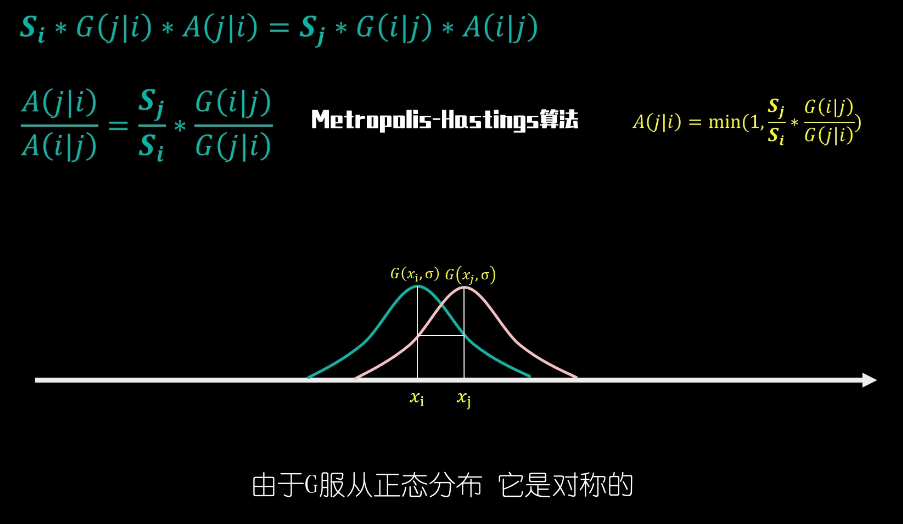 S_i * G(j|i) * A(j|i) = S_j * G(i|j) * A(i|j)
A(j|i)/A(i|j) = S_j/S_i * G(i|j)/G(j|i)
Metropolis-Hastings算法
A(j|i) = min(1, S_j/S_i * G(i|j)/G(j|i))
G(x_i,σ) G(x_j,σ)
x_i x_j
由于G服从正态分布 它是对称的